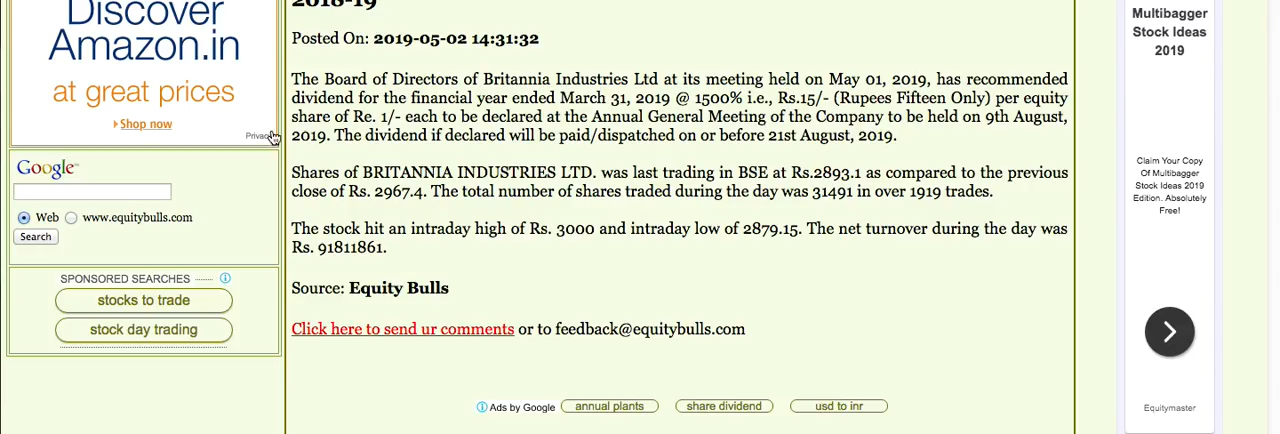 Discover
Amazon.in
at great prices
Shop now
Privac
Google
Web www.equitybulls.com
Search
SPONSORED SEARCHES
stocks to trade
stock day trading
2018-19
Posted On: 2019-05-02 14:31:32
The Board of Directors of Britannia Industries Ltd at its meeting held on May 01, 2019, has recommended
dividend for the financial year ended March 31, 2019 @ 1500% i.e., Rs.15/- (Rupees Fifteen Only) per equity
share of Re. 1/- each to be declared at the Annual General Meeting of the Company to be held on 9th August,
2019. The dividend if declared will be paid/dispatched on or before 21st August, 2019.
Shares of BRITANNIA INDUSTRIES LTD. was last trading in BSE at Rs.2893.1 as compared to the previous
close of Rs. 2967.4. The total number of shares traded during the day was 31491 in over 1919 trades.
The stock hit an intraday high of Rs. 3000 and intraday low of 2879.15. The net turnover during the day was
Rs. 91811861.
Source: Equity Bulls
Click here to send ur comments or to feedback@equitybulls.com
Ads by Google annual plants share dividend usd to inr
Multibagger
Stock Ideas
2019
Claim Your Copy
Of Multibagger
Stock Ideas 2019
Edition. Absolutely
Free!
Equitymaster